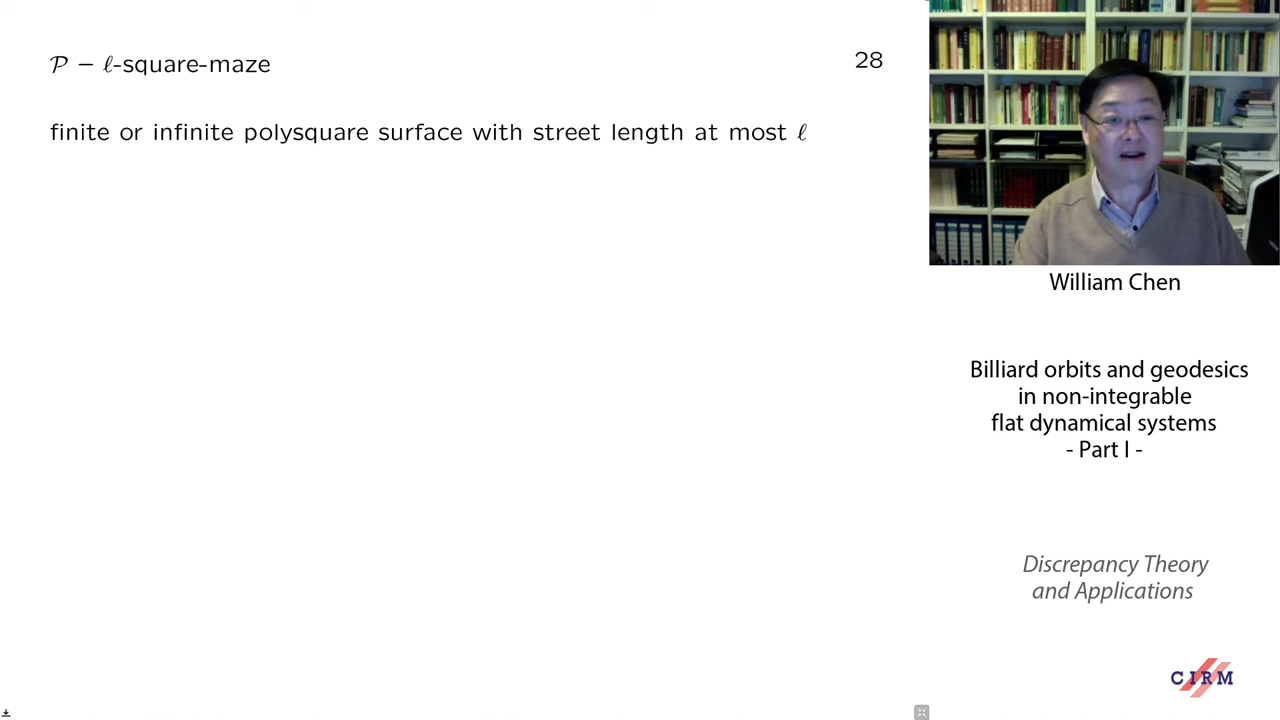 𝒫 – ℓ-square-maze
28
finite or infinite polysquare surface with street length at most ℓ
William Chen
Billiard orbits and geodesics
in non-integrable
flat dynamical systems
- Part I -
Discrepancy Theory
and Applications
CIRM